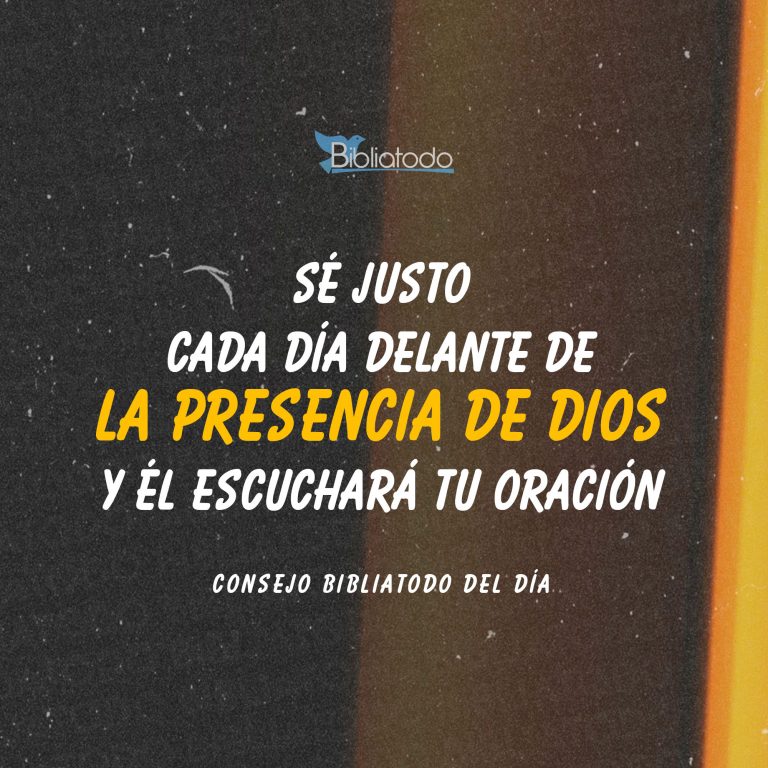 Bibliatodo
SÉ JUSTO
CADA DÍA DELANTE DE
LA PRESENCIA DE DIOS
Y ÉL ESCUCHARÁ TU ORACIÓN
CONSEJO BIBLIATODO DEL DÍA